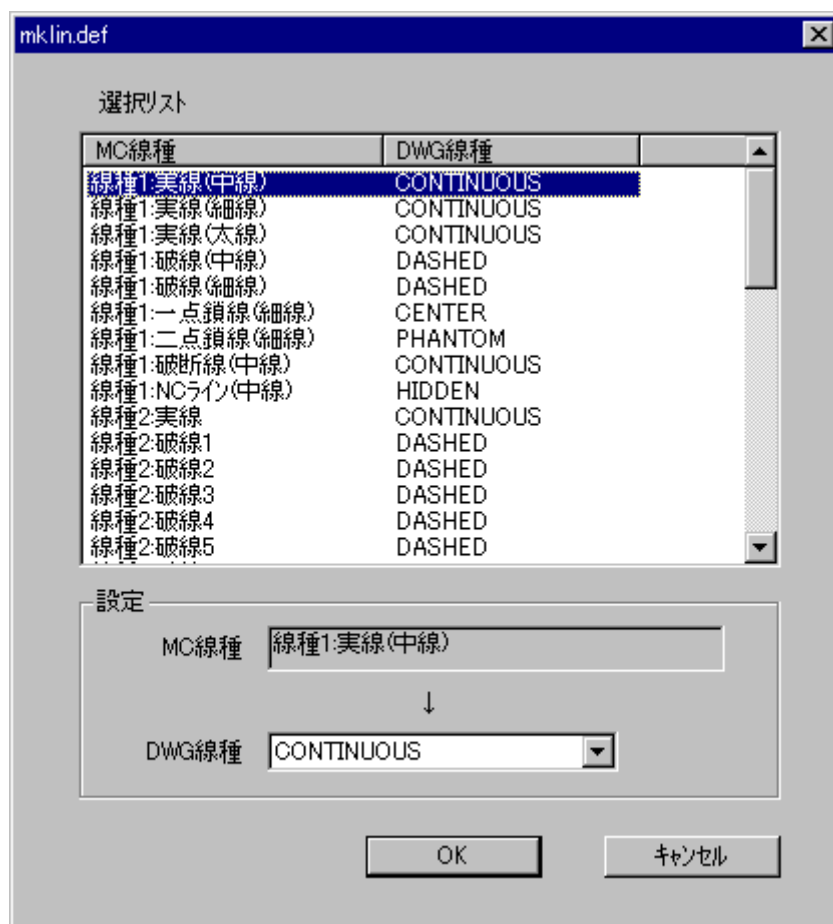 mklin.def
選択リスト
MC線種 DWG線種
線種1:実線(中線) CONTINUOUS
線種1:実線(細線) CONTINUOUS
線種1:実線(太線) CONTINUOUS
線種1:破線(中線) DASHED
線種1:破線(細線) DASHED
線種1:一点鎖線(細線) CENTER
線種1:二点鎖線(細線) PHANTOM
線種1:破断線(中線) CONTINUOUS
線種1:NCライン(中線) HIDDEN
線種2:実線 CONTINUOUS
線種2:破線1 DASHED
線種2:破線2 DASHED
線種2:破線3 DASHED
線種2:破線4 DASHED
線種2:破線5 DASHED
設定
MC線種 線種1:実線(中線)
↓
DWG線種 CONTINUOUS
OK キャンセル